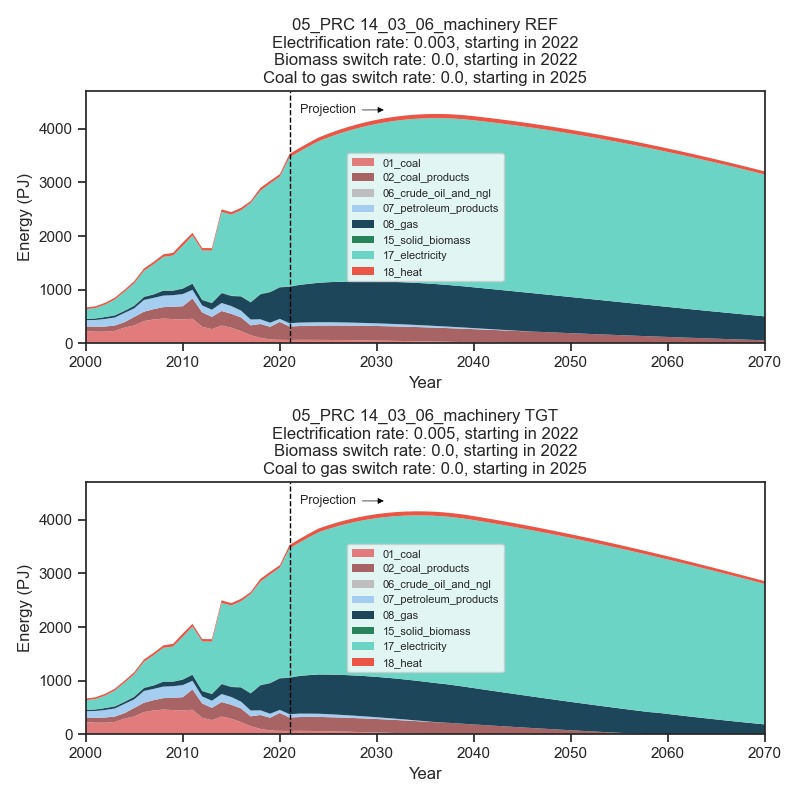 05_PRC 14_03_06_machinery REF
Electrification rate: 0.003, starting in 2022
Biomass switch rate: 0.0, starting in 2022
Coal to gas switch rate: 0.0, starting in 2025
Projection
4000
3000
2000
1000
0
Energy (PJ)
01_coal
02_coal_products
06_crude_oil_and_ngl
07_petroleum_products
08_gas
15_solid_biomass
17_electricity
18_heat
2000 2010 2020 2030 2040 2050 2060 2070
Year
05_PRC 14_03_06_machinery TGT
Electrification rate: 0.005, starting in 2022
Biomass switch rate: 0.0, starting in 2022
Coal to gas switch rate: 0.0, starting in 2025
Projection
4000
3000
2000
1000
0
Energy (PJ)
01_coal
02_coal_products
06_crude_oil_and_ngl
07_petroleum_products
08_gas
15_solid_biomass
17_electricity
18_heat
2000 2010 2020 2030 2040 2050 2060 2070
Year